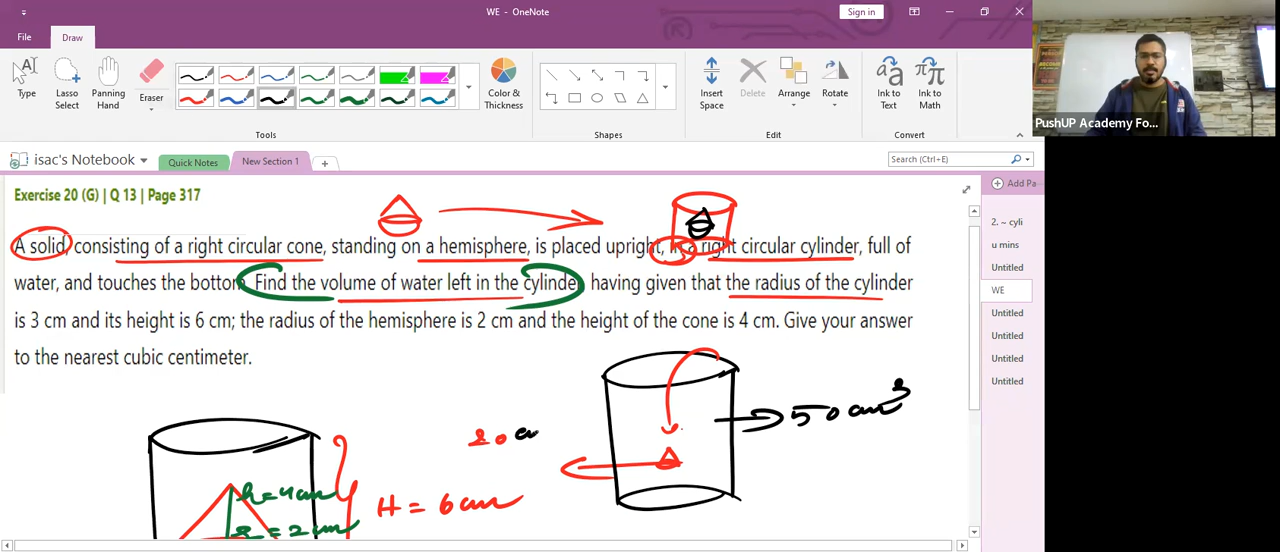 WE - OneNote
Sign in
File
Draw
Type
Lasso Select
Panning Hand
Eraser
Color & Thickness
Insert Space
Delete
Arrange
Rotate
Ink to Text
Ink to Math
Tools
Shapes
Edit
Convert
PushUP Academy Fo...
isac's Notebook
Quick Notes
New Section 1
Search (Ctrl+E)
Add Pa
2. ~ cyli
u mins
Untitled
WE
Untitled
Untitled
Untitled
Untitled
Exercise 20 (G) | Q 13 | Page 317
A solid, consisting of a right circular cone, standing on a hemisphere, is placed upright, in a right circular cylinder, full of
water, and touches the bottom. Find the volume of water left in the cylinder, having given that the radius of the cylinder
is 3 cm and its height is 6 cm; the radius of the hemisphere is 2 cm and the height of the cone is 4 cm. Give your answer
to the nearest cubic centimeter.
50 cm³
20 c
h = 4cm
H = 6 cm
r = 2 cm